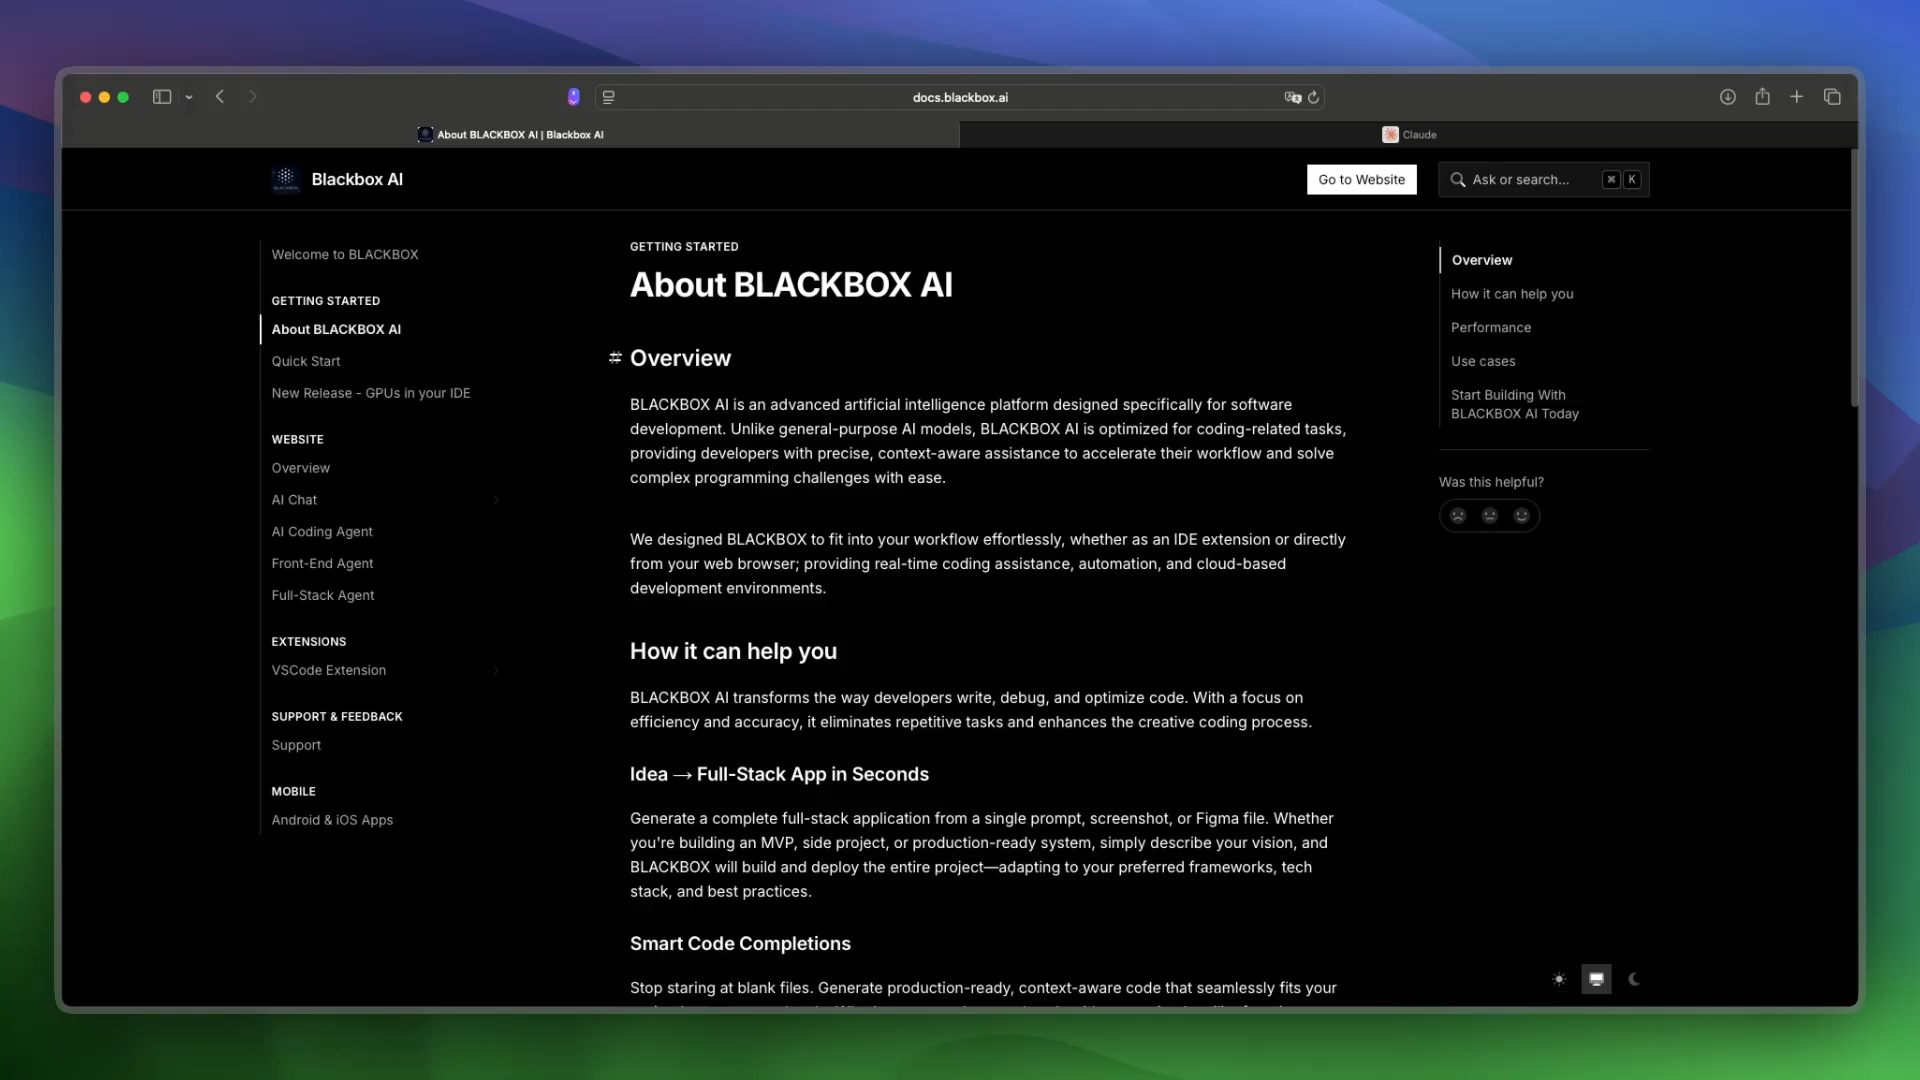 docs.blackbox.ai
About BLACKBOX AI | Blackbox AI
Claude
Blackbox AI
Go to Website
Ask or search...
⌘ K
Welcome to BLACKBOX
GETTING STARTED
About BLACKBOX AI
Quick Start
New Release - GPUs in your IDE
WEBSITE
Overview
AI Chat
AI Coding Agent
Front-End Agent
Full-Stack Agent
EXTENSIONS
VSCode Extension
SUPPORT & FEEDBACK
Support
MOBILE
Android & iOS Apps
GETTING STARTED
About BLACKBOX AI
# Overview
BLACKBOX AI is an advanced artificial intelligence platform designed specifically for software
development. Unlike general-purpose AI models, BLACKBOX AI is optimized for coding-related tasks,
providing developers with precise, context-aware assistance to accelerate their workflow and solve
complex programming challenges with ease.
We designed BLACKBOX to fit into your workflow effortlessly, whether as an IDE extension or directly
from your web browser; providing real-time coding assistance, automation, and cloud-based
development environments.
How it can help you
BLACKBOX AI transforms the way developers write, debug, and optimize code. With a focus on
efficiency and accuracy, it eliminates repetitive tasks and enhances the creative coding process.
Idea → Full-Stack App in Seconds
Generate a complete full-stack application from a single prompt, screenshot, or Figma file. Whether
you're building an MVP, side project, or production-ready system, simply describe your vision, and
BLACKBOX will build and deploy the entire project—adapting to your preferred frameworks, tech
stack, and best practices.
Smart Code Completions
Stop staring at blank files. Generate production-ready, context-aware code that seamlessly fits your
Overview
How it can help you
Performance
Use cases
Start Building With
BLACKBOX AI Today
Was this helpful?